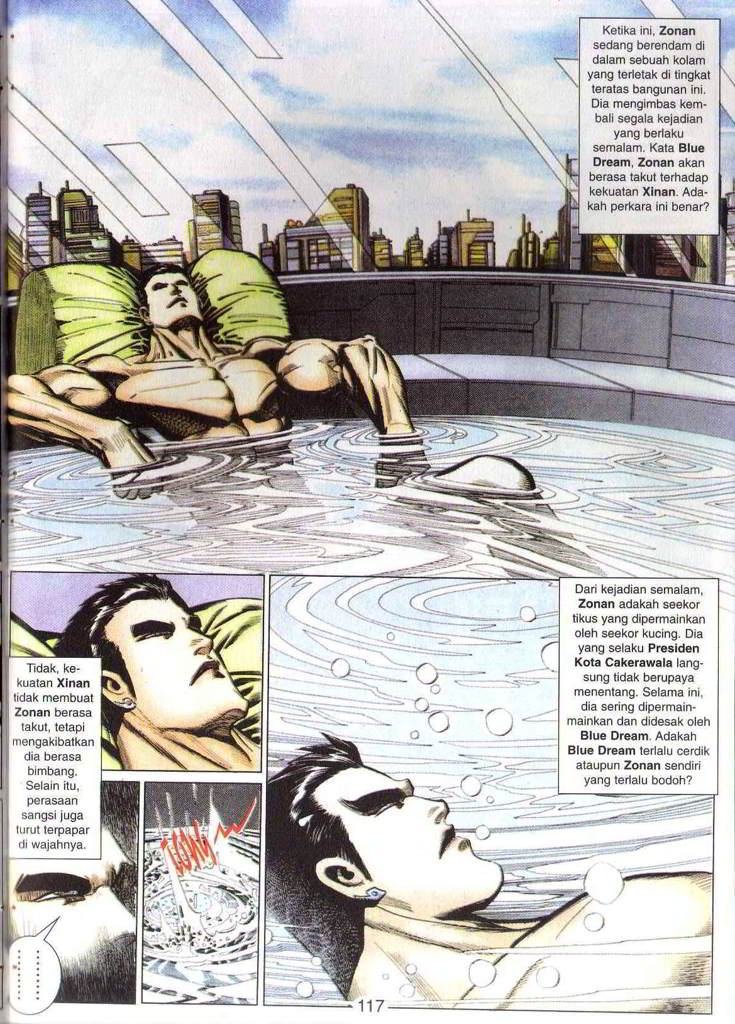 Ketika ini, Zonan
sedang berendam di
dalam sebuah kolam
yang terletak di tingkat
teratas bangunan ini.
Dia mengimbas kem-
bali segala kejadian
yang berlaku
semalam. Kata Blue
Dream, Zonan akan
berasa takut terhadap
kekuatan Xinan. Ada-
kah perkara ini benar?
Tidak, ke-
kuatan Xinan
tidak membuat
Zonan berasa
takut, tetapi
mengakibatkan
dia berasa
bimbang.
Selain itu,
perasaan
sangsi juga
turut terpapar
di wajahnya.
Dari kejadian semalam,
Zonan adakah seekor
tikus yang dipermainkan
oleh seekor kucing. Dia
yang selaku Presiden
Kota Cakerawala lang-
sung tidak berupaya
menentang. Selama ini,
dia sering dipermain-
mainkan dan didesak oleh
Blue Dream. Adakah
Blue Dream terlalu cerdik
ataupun Zonan sendiri
yang terlalu bodoh?
117